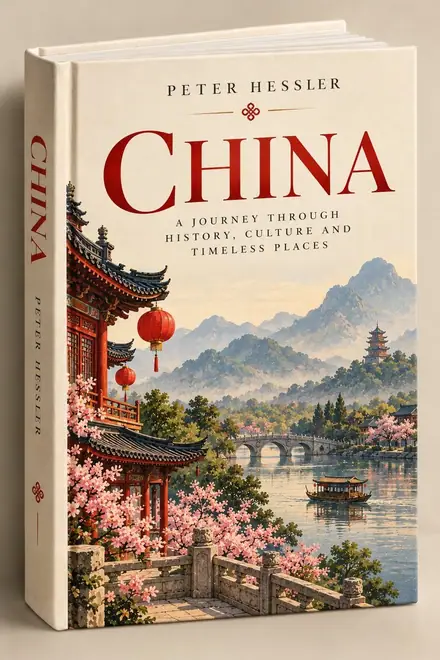 PETER HESSLER
CHINA
A JOURNEY THROUGH
HISTORY, CULTURE AND
TIMELESS PLACES
CHINA
PETER HESSLER